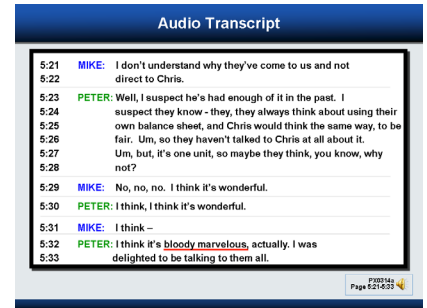 Audio Transcript
5:21 MIKE: I don't understand why they've come to us and not
5:22 direct to Chris.
5:23 PETER: Well, I suspect he's had enough of it in the past. I
5:24 suspect they know - they, they always think about using their
5:25 own balance sheet, and Chris would think the same way, to be
5:26 fair. Um, so they haven't talked to Chris at all about it.
5:27 Um, but, it's one unit, so maybe they think, you know, why
5:28 not?
5:29 MIKE: No, no, no. I think it's wonderful.
5:30 PETER: I think, I think it's wonderful.
5:31 MIKE: I think –
5:32 PETER: I think it's bloody marvelous, actually. I was
5:33 delighted to be talking to them all.
PX0314a
Page 5:21-5:33